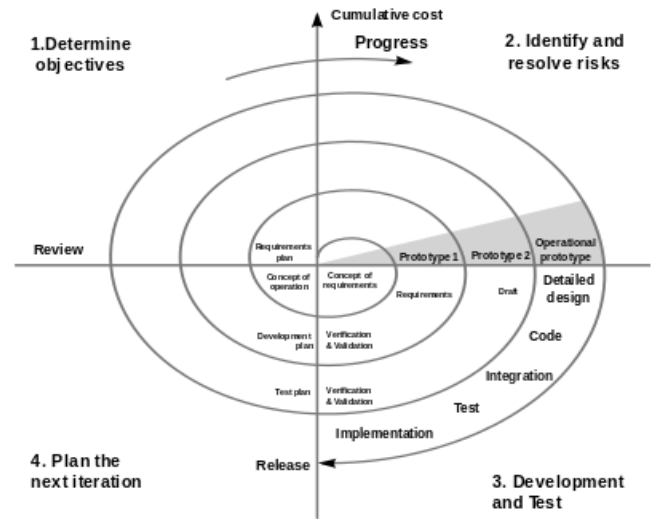 Cumulative cost
Progress
1.Determine
objectives
2. Identify and
resolve risks
Review
Requirements
plan
Prototype 1
Prototype 2
Operational
prototype
Concept of
operation
Concept of
requirements
Requirements
Draft
Detailed
design
Development
plan
Verification
& Validation
Code
Test plan
Verification
& Validation
Integration
Test
Implementation
Release
4. Plan the
next iteration
3. Development
and Test